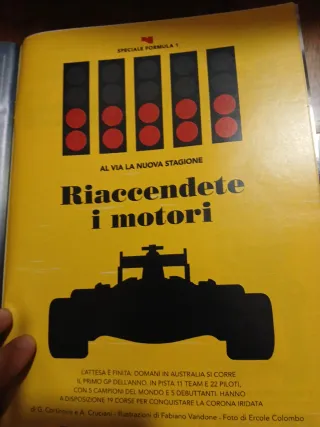 SPECIALE FORMULA 1
AL VIA LA NUOVA STAGIONE
Riaccendete
i motori
L'ATTESA È FINITA: DOMANI IN AUSTRALIA SI CORRE
IL PRIMO GP DELL'ANNO. IN PISTA 11 TEAM E 22 PILOTI,
CON 5 CAMPIONI DEL MONDO E 5 DEBUTTANTI. HANNO
A DISPOSIZIONE 19 CORSE PER CONQUISTARE LA CORONA IRIDATA
di G. e A. - Illustrazioni di Fabiano Vandone - Foto di Ercole Colombo